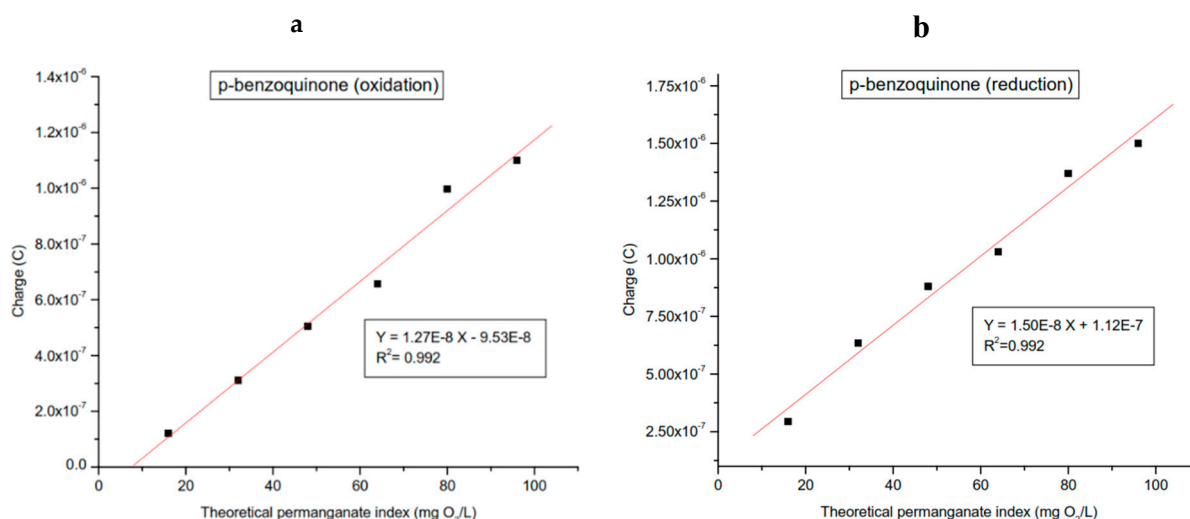 a
p-benzoquinone (oxidation)
1.4x10⁻⁶
1.2x10⁻⁶
1.0x10⁻⁶
8.0x10⁻⁷
6.0x10⁻⁷
4.0x10⁻⁷
2.0x10⁻⁷
0.0
Charge (C)
Y = 1.27E-8 X - 9.53E-8
R²= 0.992
0 20 40 60 80 100
Theoretical permanganate index (mg O₂/L)
b
p-benzoquinone (reduction)
1.75x10⁻⁶
1.50x10⁻⁶
1.25x10⁻⁶
1.00x10⁻⁶
7.50x10⁻⁷
5.00x10⁻⁷
2.50x10⁻⁷
Charge (C)
Y = 1.50E-8 X + 1.12E-7
R²=0.992
0 20 40 60 80 100
Theoretical permanganate index (mg O₂/L)